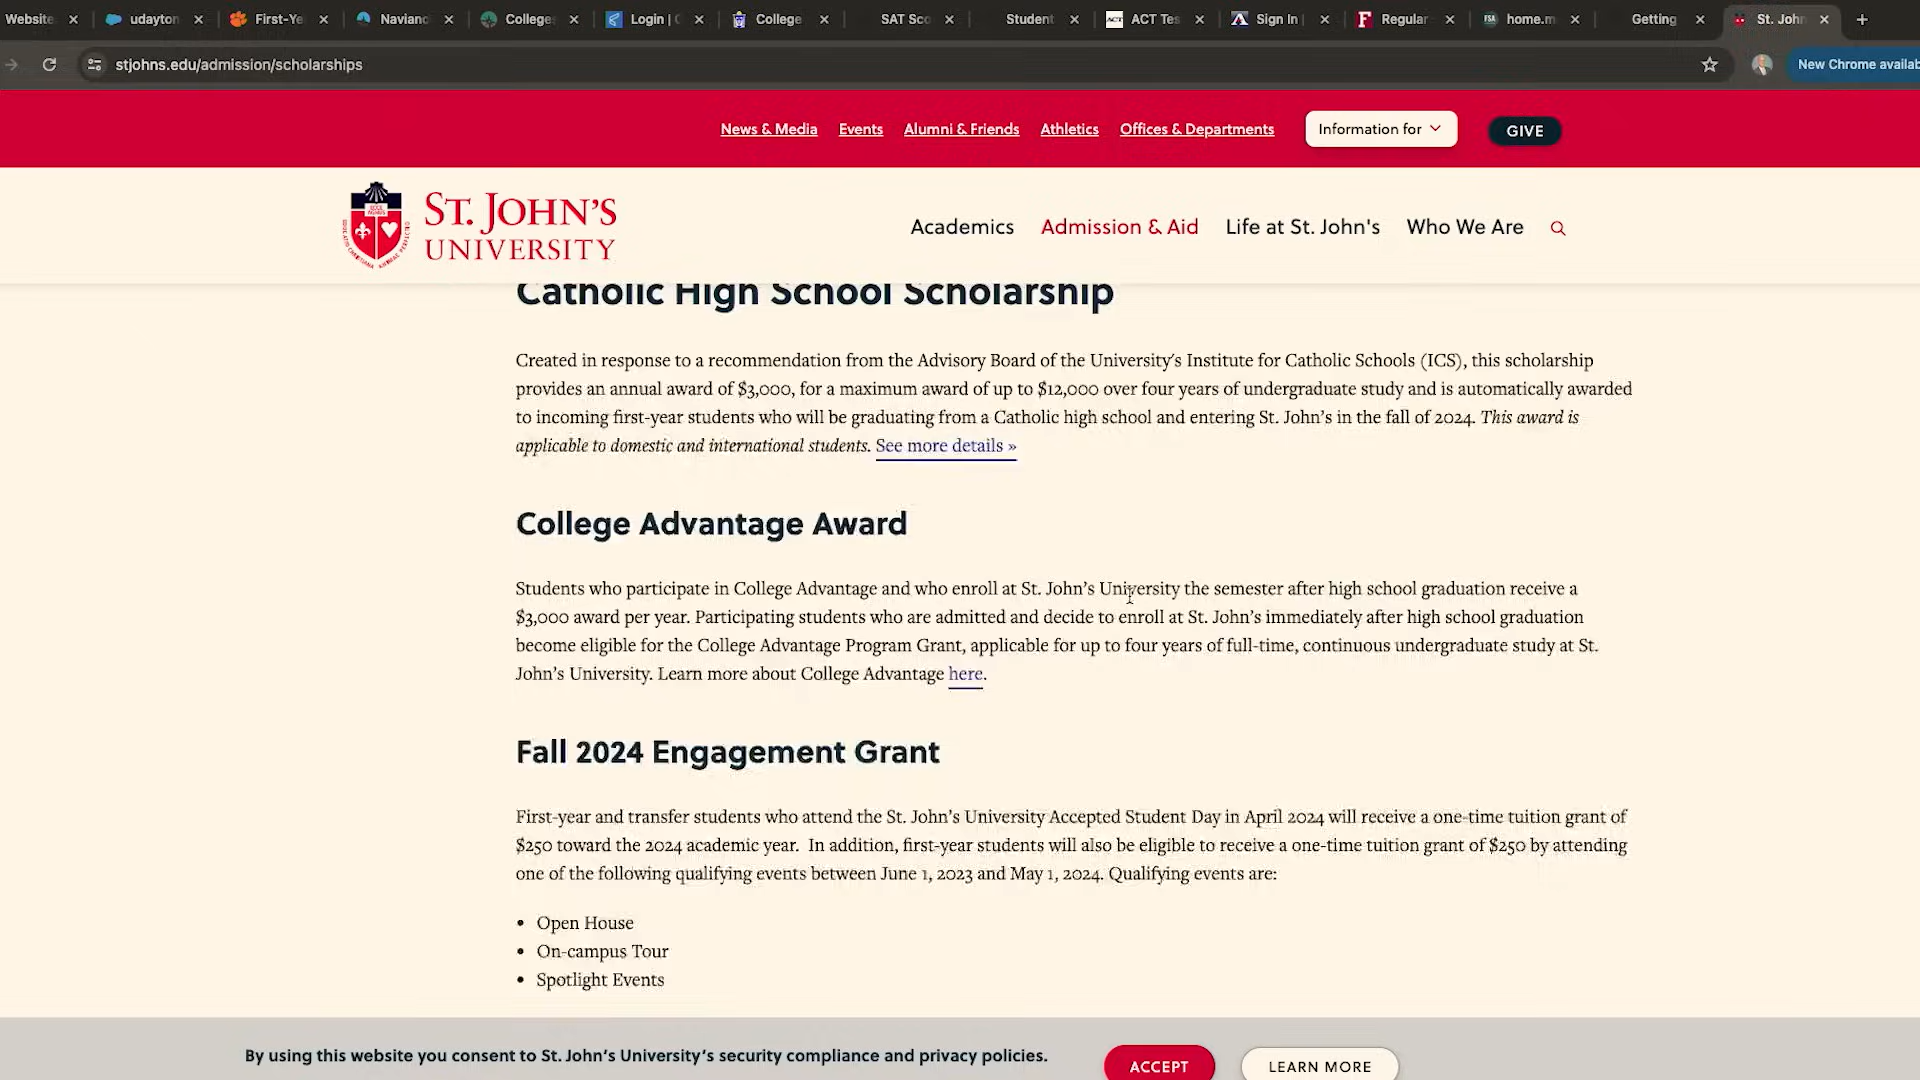 Website
udayton
First-Ye
Navianc
College
Login | C
College
SAT Sco
Student
ACT
ACT Tes
Sign In |
Regular
FSA
home.m
Getting
St. John
stjohns.edu/admission/scholarships
New Chrome availab
News & Media
Events
Alumni & Friends
Athletics
Offices & Departments
Information for
GIVE
ST. JOHN'S
UNIVERSITY
Academics
Admission & Aid
Life at St. John's
Who We Are
Catholic High School Scholarship
Created in response to a recommendation from the Advisory Board of the University's Institute for Catholic Schools (ICS), this scholarship
provides an annual award of $3,000, for a maximum award of up to $12,000 over four years of undergraduate study and is automatically awarded
to incoming first-year students who will be graduating from a Catholic high school and entering St. John's in the fall of 2024. This award is
applicable to domestic and international students. See more details »
College Advantage Award
Students who participate in College Advantage and who enroll at St. John's University the semester after high school graduation receive a
$3,000 award per year. Participating students who are admitted and decide to enroll at St. John's immediately after high school graduation
become eligible for the College Advantage Program Grant, applicable for up to four years of full-time, continuous undergraduate study at St.
John's University. Learn more about College Advantage here.
Fall 2024 Engagement Grant
First-year and transfer students who attend the St. John's University Accepted Student Day in April 2024 will receive a one-time tuition grant of
$250 toward the 2024 academic year. In addition, first-year students will also be eligible to receive a one-time tuition grant of $250 by attending
one of the following qualifying events between June 1, 2023 and May 1, 2024. Qualifying events are:
• Open House
• On-campus Tour
• Spotlight Events
By using this website you consent to St. John's University's security compliance and privacy policies.
ACCEPT
LEARN MORE